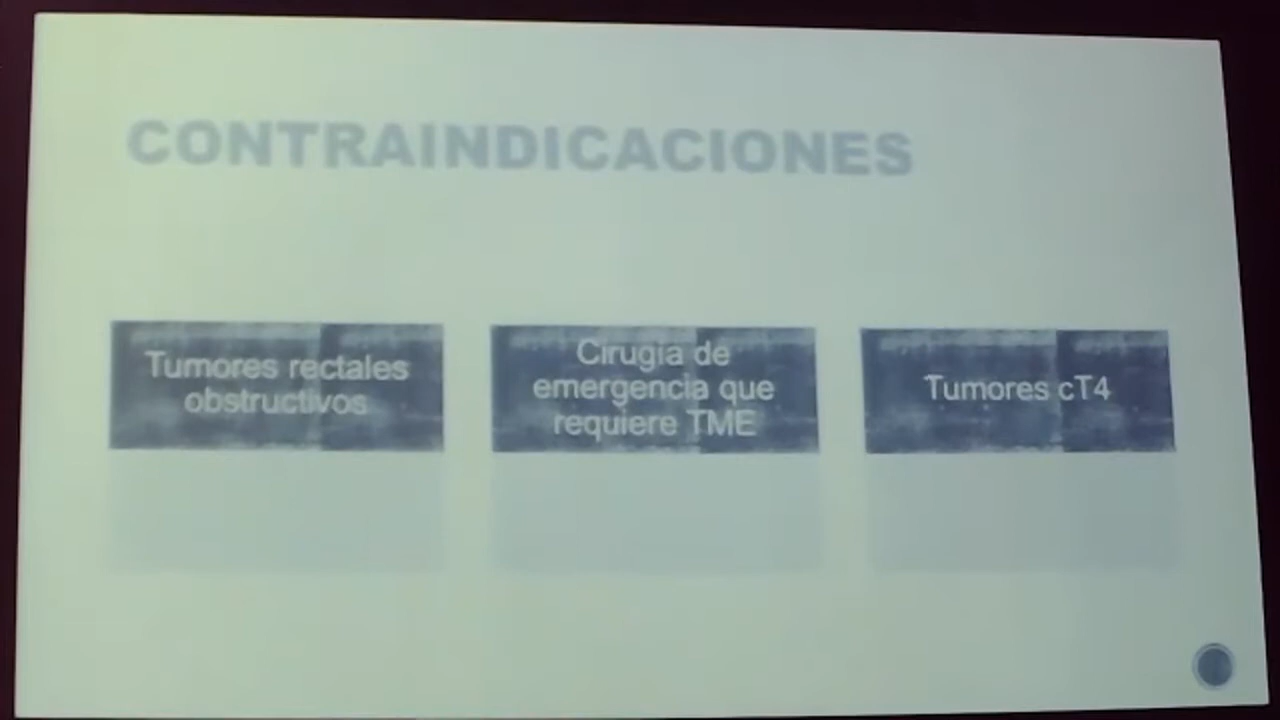 CONTRAINDICACIONES
Tumores rectales
obstructivos
Cirugía de
emergencia que
requiere TME
Tumores cT4